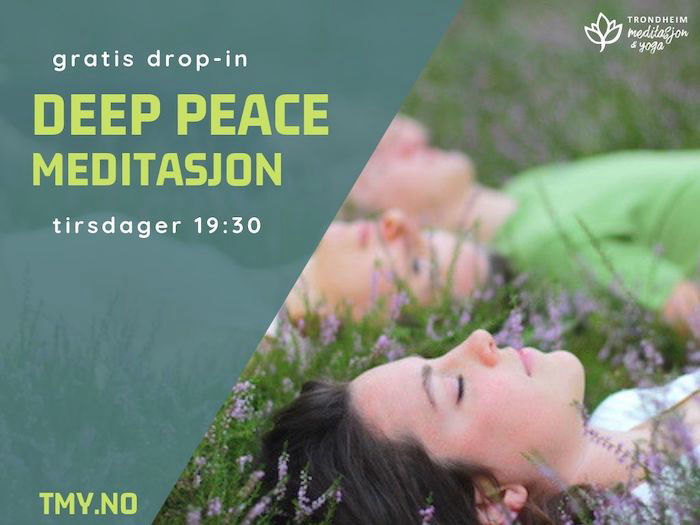 gratis drop-in
DEEP PEACE
MEDITASJON
tirsdager 19:30
TMY.NO
TRONDHEIM
meditasjon
& yoga